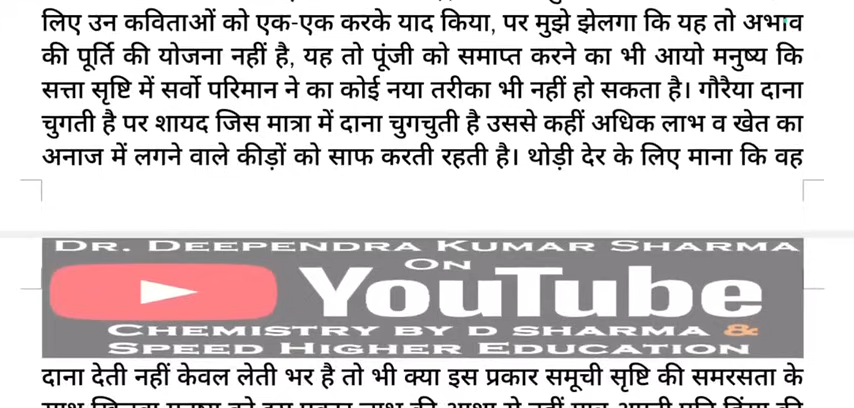 लिए उन कविताओं को एक-एक करके याद किया, पर मुझे झेलगा कि यह तो अभाव
की पूर्ति की योजना नहीं है, यह तो पूंजी को समाप्त करने का भी आयो मनुष्य कि
सत्ता सृष्टि में सर्वो परिमान ने का कोई नया तरीका भी नहीं हो सकता है। गौरैया दाना
चुगती है पर शायद जिस मात्रा में दाना चुगचुती है उससे कहीं अधिक लाभ व खेत का
अनाज में लगने वाले कीड़ों को साफ करती रहती है। थोड़ी देर के लिए माना कि वह
DR. DEEPENDRA KUMAR SHARMA
ON
YouTube
CHEMISTRY BY D SHARMA &
SPEED HIGHER EDUCATION
दाना देती नहीं केवल लेती भर है तो भी क्या इस प्रकार समूची सृष्टि की समरसता के